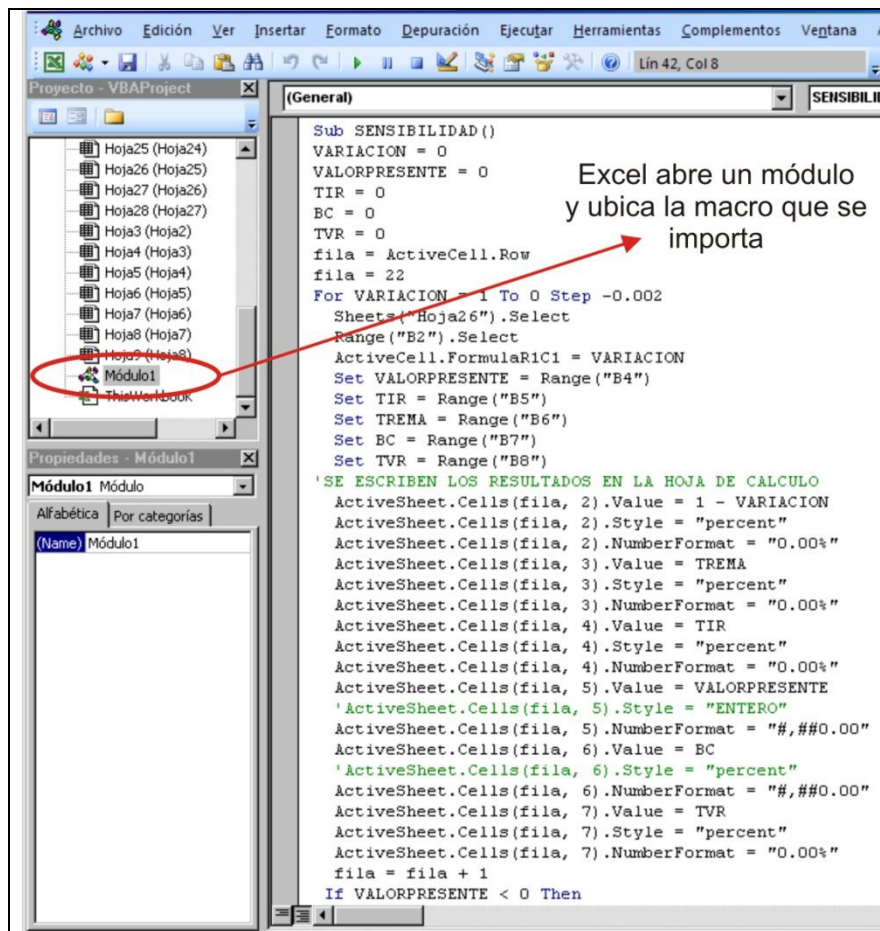 Archivo Edición Ver Insertar Formato Depuración Ejecutar Herramientas Complementos Ventana A
Lín 42, Col 8
Proyecto - VBAProject
Hoja25 (Hoja24)
Hoja26 (Hoja25)
Hoja27 (Hoja26)
Hoja28 (Hoja27)
Hoja3 (Hoja2)
Hoja4 (Hoja3)
Hoja5 (Hoja4)
Hoja6 (Hoja5)
Hoja7 (Hoja6)
Hoja8 (Hoja7)
Hoja9 (Hoja8)
Módulo1
ThisWorkbook
Propiedades - Módulo1
Módulo1 Módulo
Alfabética Por categorías
(Name) Módulo1
(General) SENSIBILI
Sub SENSIBILIDAD()
VARIACION = 0
VALORPRESENTE = 0
TIR = 0
BC = 0
TVR = 0
fila = ActiveCell.Row
fila = 22
For VARIACION = 1 To 0 Step -0.002
Sheets("Hoja26").Select
Range("B2").Select
ActiveCell.FormulaR1C1 = VARIACION
Set VALORPRESENTE = Range("B4")
Set TIR = Range("B5")
Set TREMA = Range("B6")
Set BC = Range("B7")
Set TVR = Range("B8")
'SE ESCRIBEN LOS RESULTADOS EN LA HOJA DE CALCULO
ActiveSheet.Cells(fila, 2).Value = 1 - VARIACION
ActiveSheet.Cells(fila, 2).Style = "percent"
ActiveSheet.Cells(fila, 2).NumberFormat = "0.00%"
ActiveSheet.Cells(fila, 3).Value = TREMA
ActiveSheet.Cells(fila, 3).Style = "percent"
ActiveSheet.Cells(fila, 3).NumberFormat = "0.00%"
ActiveSheet.Cells(fila, 4).Value = TIR
ActiveSheet.Cells(fila, 4).Style = "percent"
ActiveSheet.Cells(fila, 4).NumberFormat = "0.00%"
ActiveSheet.Cells(fila, 5).Value = VALORPRESENTE
'ActiveSheet.Cells(fila, 5).Style = "ENTERO"
ActiveSheet.Cells(fila, 5).NumberFormat = "#,##0.00"
ActiveSheet.Cells(fila, 6).Value = BC
'ActiveSheet.Cells(fila, 6).Style = "percent"
ActiveSheet.Cells(fila, 6).NumberFormat = "#,##0.00"
ActiveSheet.Cells(fila, 7).Value = TVR
ActiveSheet.Cells(fila, 7).Style = "percent"
ActiveSheet.Cells(fila, 7).NumberFormat = "0.00%"
fila = fila + 1
If VALORPRESENTE < 0 Then
Excel abre un módulo
y ubica la macro que se
importa